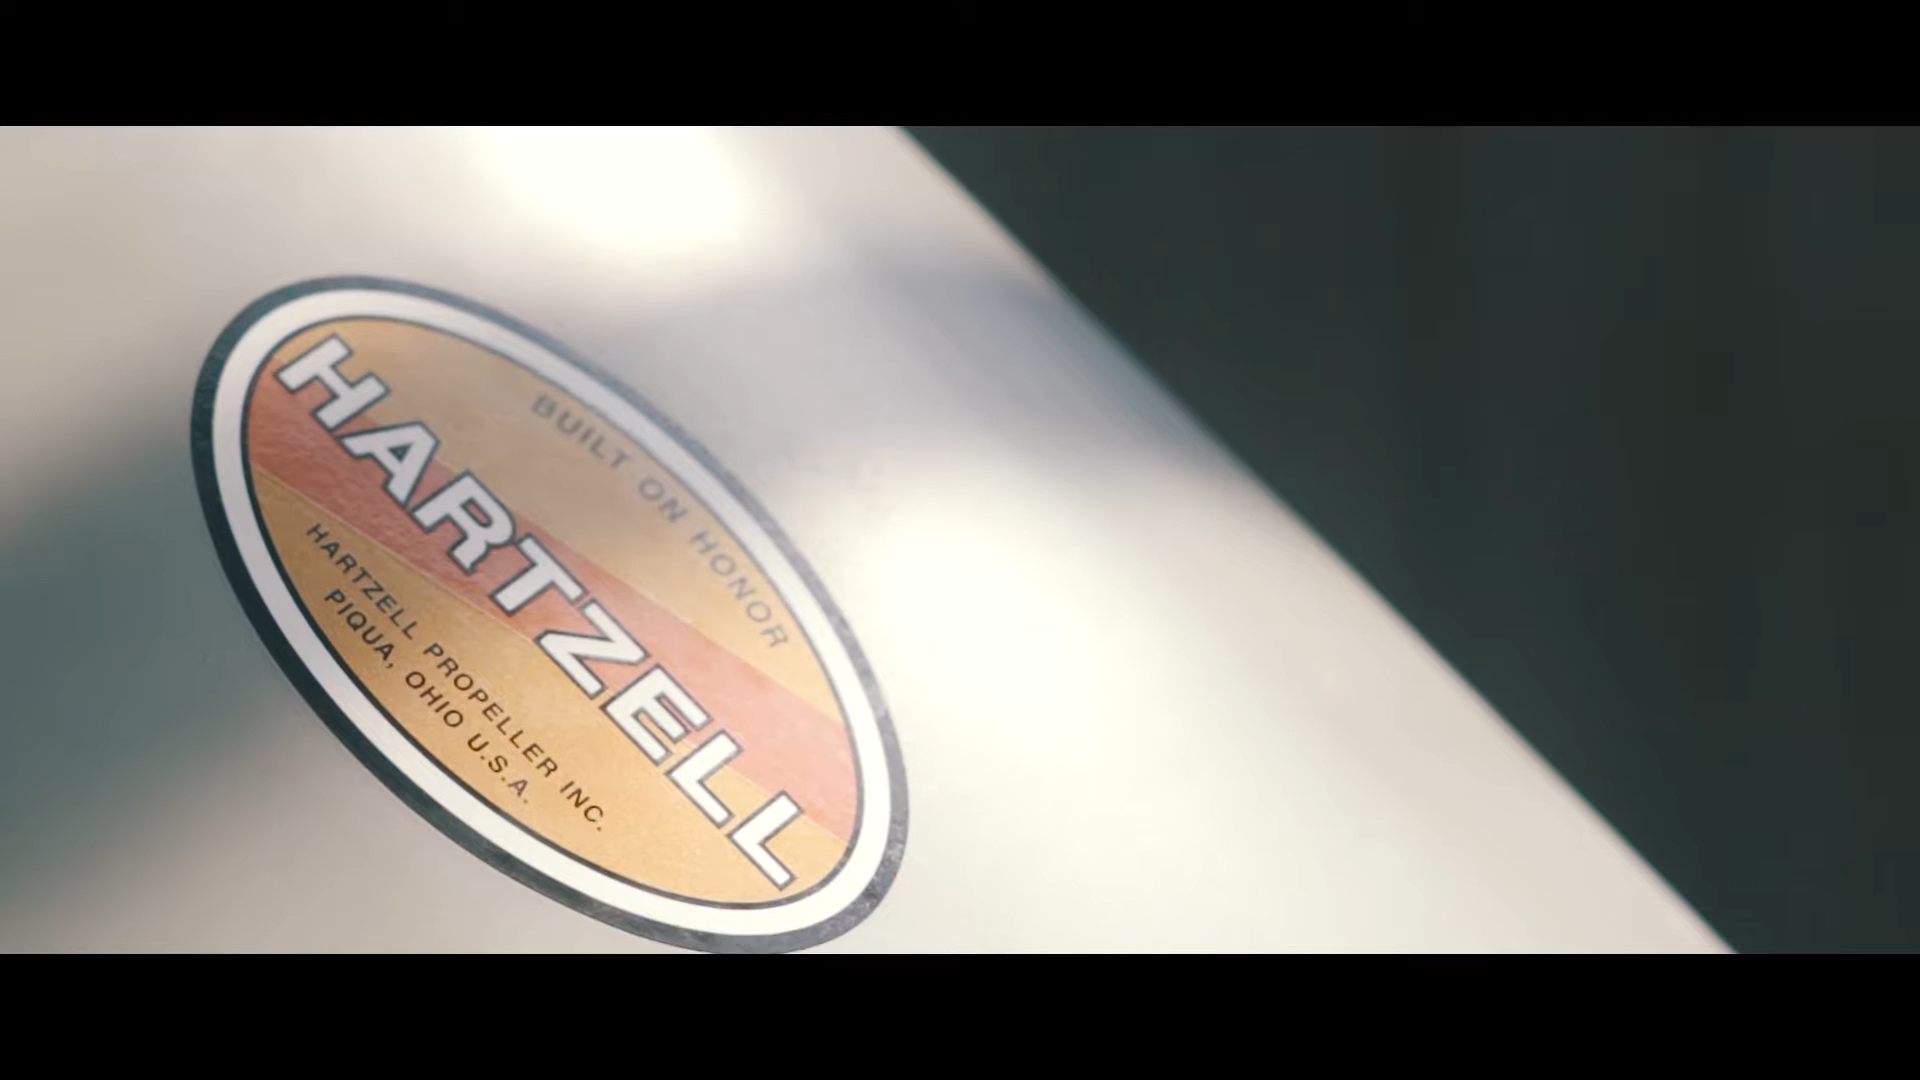 BUILT ON HONOR
HARTZELL
HARTZELL PROPELLER INC.
PIQUA, OHIO U.S.A.